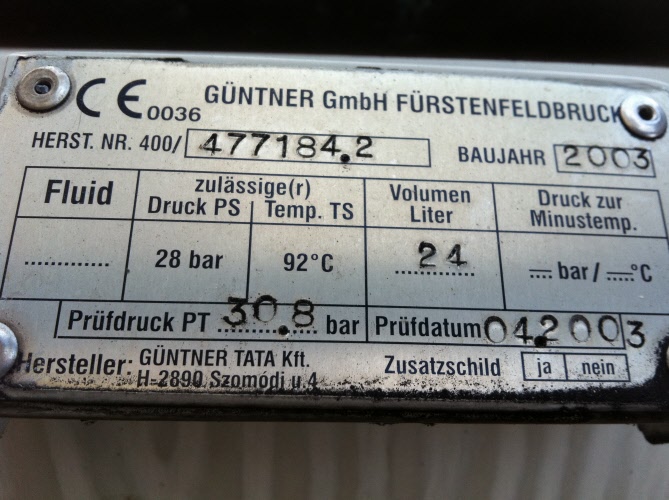 CE 0036 GÜNTNER GmbH FÜRSTENFELDBRUCK
HERST. NR. 400/ 477184.2 BAUJAHR 2003
Fluid zulässige(r) Volumen Druck zur
Druck PS Temp. TS Liter Minustemp.
............. 28 bar 92°C 24 ---- bar / ----°C
Prüfdruck PT 30.8 bar Prüfdatum 04.2003
Hersteller: GÜNTNER TATA Kft. Zusatzschild ja nein
H-2890 Szomódi u.4